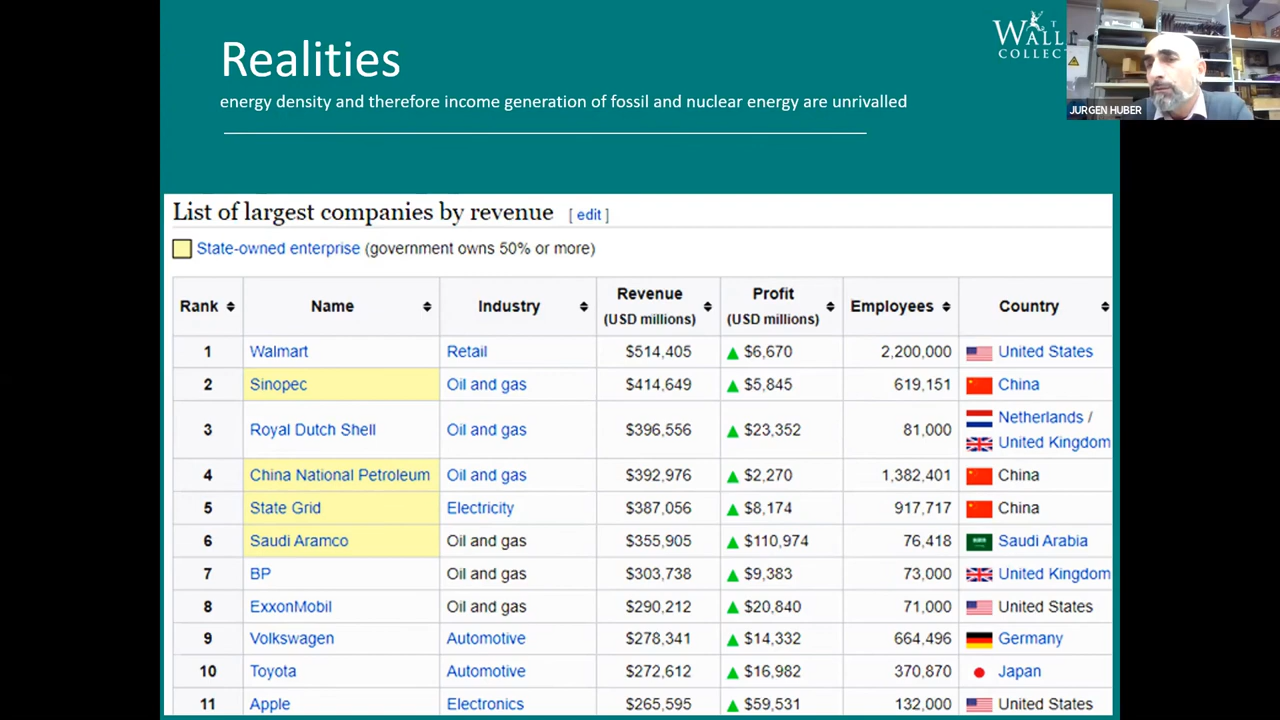 Realities
energy density and therefore income generation of fossil and nuclear energy are unrivalled
T
WALL
COLLECT
JURGEN HUBER
List of largest companies by revenue [ edit ]
State-owned enterprise (government owns 50% or more)
Rank Name Industry Revenue (USD millions) Profit (USD millions) Employees Country
1 Walmart Retail $514,405 $6,670 2,200,000 United States
2 Sinopec Oil and gas $414,649 $5,845 619,151 China
3 Royal Dutch Shell Oil and gas $396,556 $23,352 81,000 Netherlands / United Kingdom
4 China National Petroleum Oil and gas $392,976 $2,270 1,382,401 China
5 State Grid Electricity $387,056 $8,174 917,717 China
6 Saudi Aramco Oil and gas $355,905 $110,974 76,418 Saudi Arabia
7 BP Oil and gas $303,738 $9,383 73,000 United Kingdom
8 ExxonMobil Oil and gas $290,212 $20,840 71,000 United States
9 Volkswagen Automotive $278,341 $14,332 664,496 Germany
10 Toyota Automotive $272,612 $16,982 370,870 Japan
11 Apple Electronics $265,595 $59,531 132,000 United States